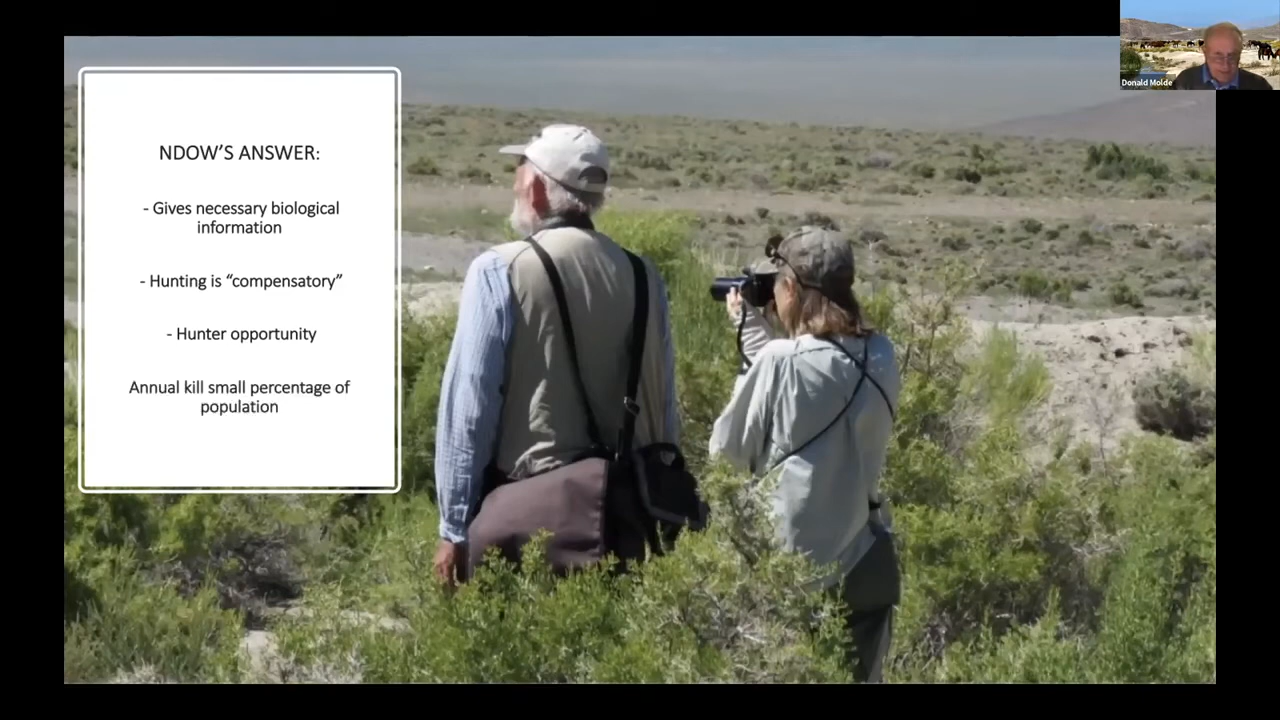 NDOW'S ANSWER:
- Gives necessary biological
information
- Hunting is “compensatory”
- Hunter opportunity
Annual kill small percentage of
population
Donald Molde